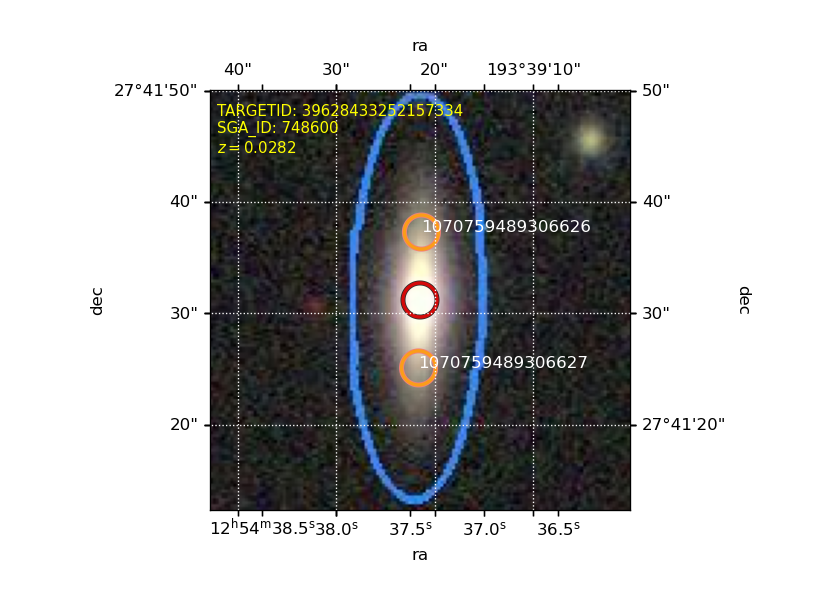 ra
40" 30" 20" 193°39'10"
27°41'50" 50"
TARGETID: 39628433252157334
SGA_ID: 748600
z = 0.0282
40" 40"
1070759489306626
dec 30" 30" dec
1070759489306627
20" 27°41'20"
12ʰ54ᵐ38.5ˢ 38.0ˢ 37.5ˢ 37.0ˢ 36.5ˢ
ra